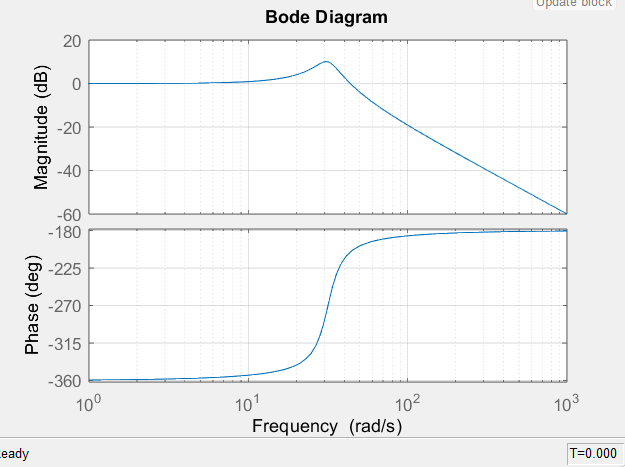 Update block
Bode Diagram
Magnitude (dB)
20
0
-20
-40
-60
Phase (deg)
-180
-225
-270
-315
-360
10^0 10^1 10^2 10^3
Frequency (rad/s)
eady T=0.000